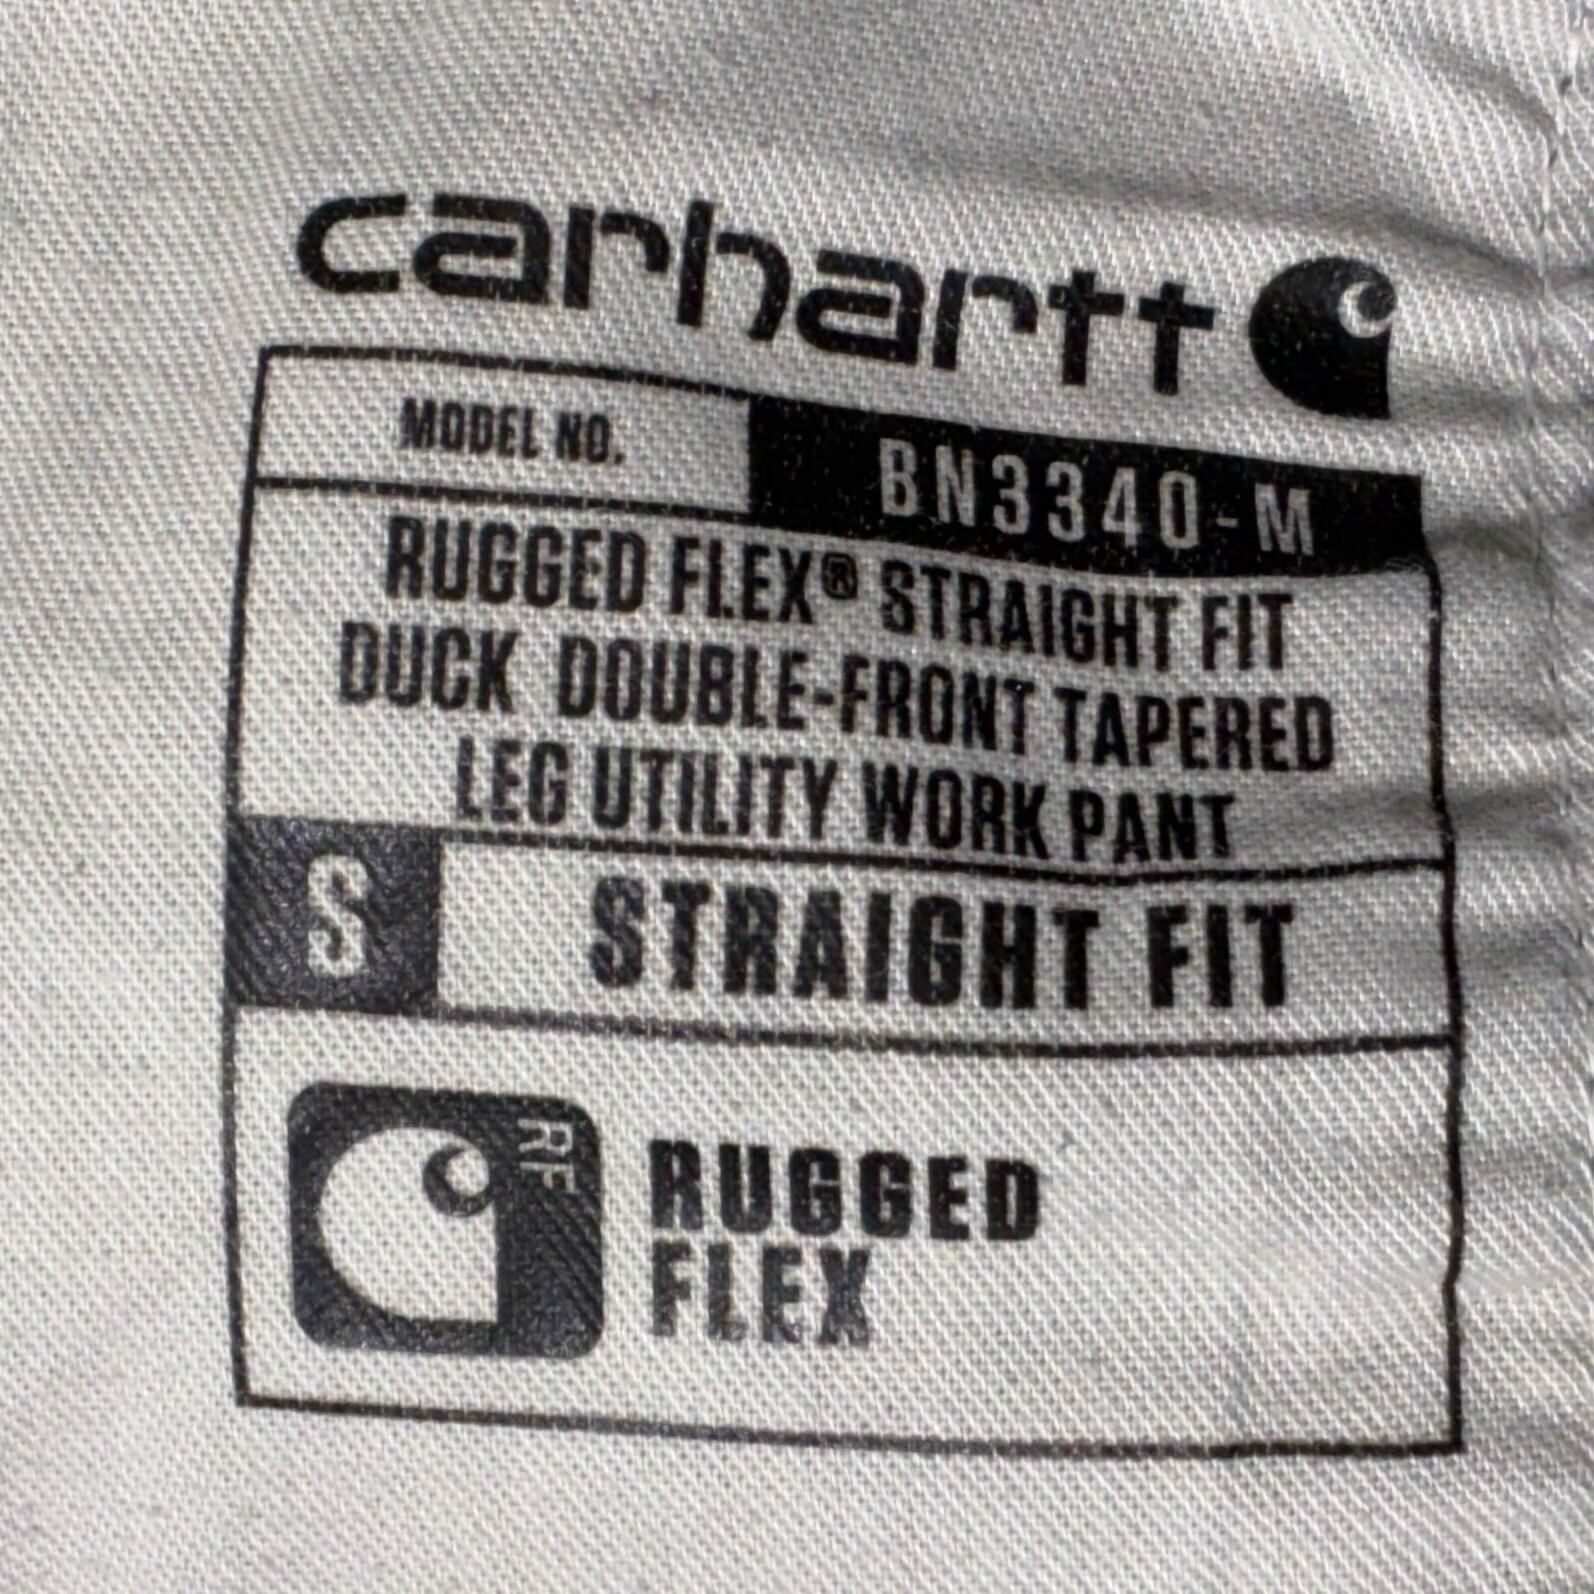 carhartt
MODEL NO. BN3340-M
RUGGED FLEX® STRAIGHT FIT
DUCK DOUBLE-FRONT TAPERED
LEG UTILITY WORK PANT
S STRAIGHT FIT
RF
RUGGED
FLEX